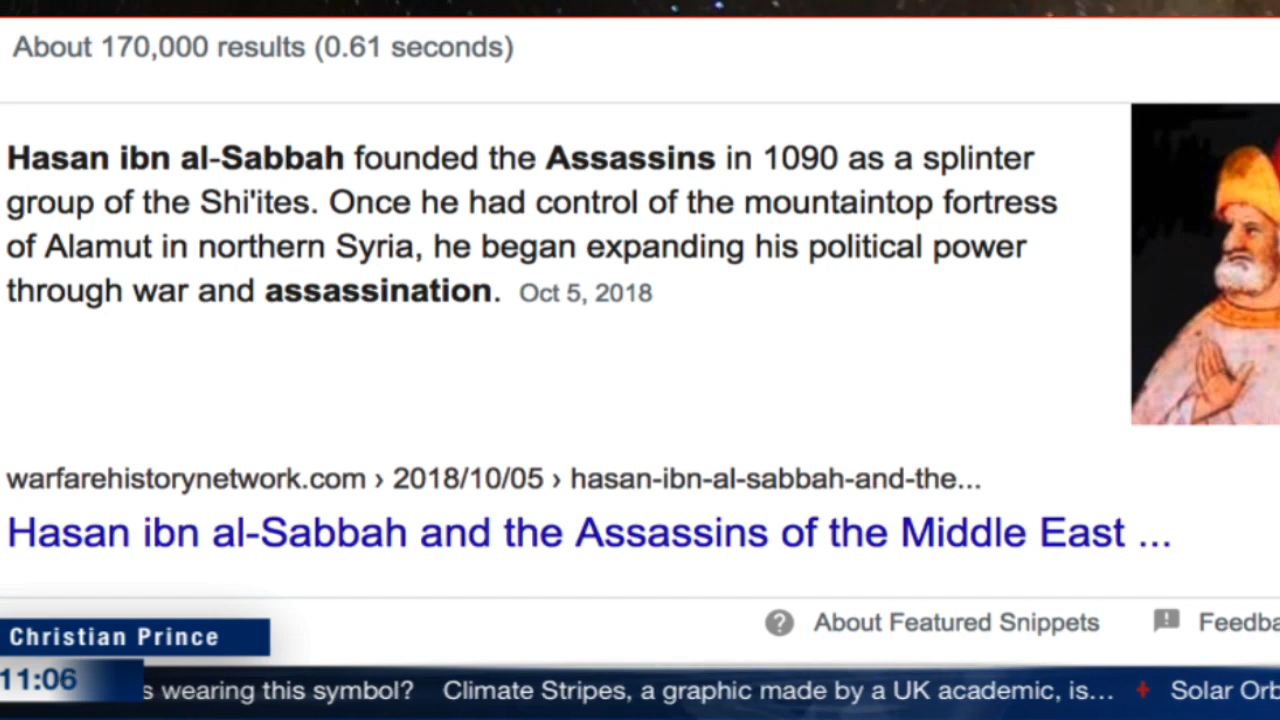 About 170,000 results (0.61 seconds)
Hasan ibn al-Sabbah founded the Assassins in 1090 as a splinter
group of the Shi'ites. Once he had control of the mountaintop fortress
of Alamut in northern Syria, he began expanding his political power
through war and assassination. Oct 5, 2018
warfarehistorynetwork.com › 2018/10/05 › hasan-ibn-al-sabbah-and-the...
Hasan ibn al-Sabbah and the Assassins of the Middle East ...
About Featured Snippets Feedba
Christian Prince
11:06 s wearing this symbol? Climate Stripes, a graphic made by a UK academic, is... Solar Orb